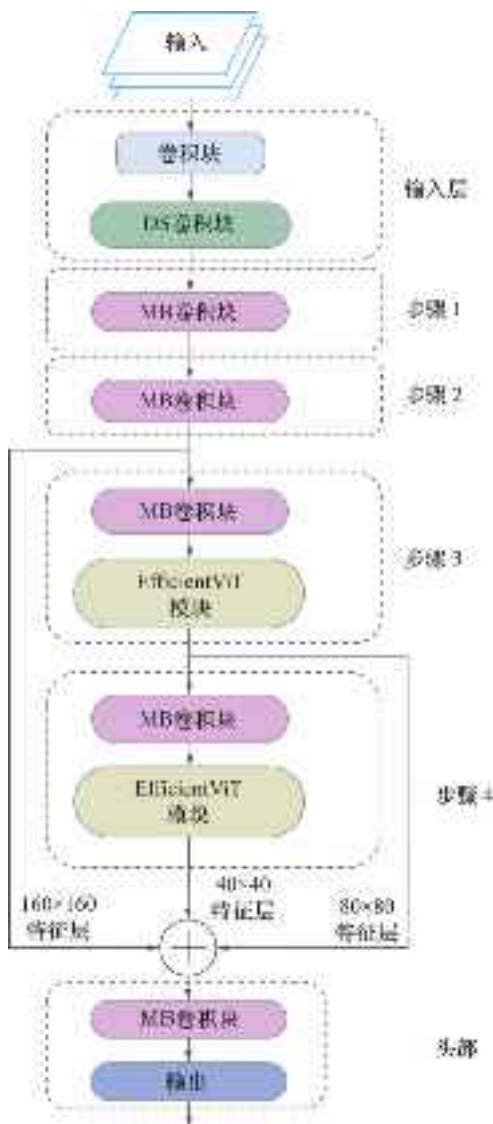 输入
卷积块
DS卷积块
输入层
MB卷积块
步骤1
MB卷积块
步骤2
MB卷积块
EfficientViT
模块
步骤3
MB卷积块
EfficientViT
模块
步骤4
160×160
特征层
40×40
特征层
80×80
特征层
MB卷积块
输出
头部